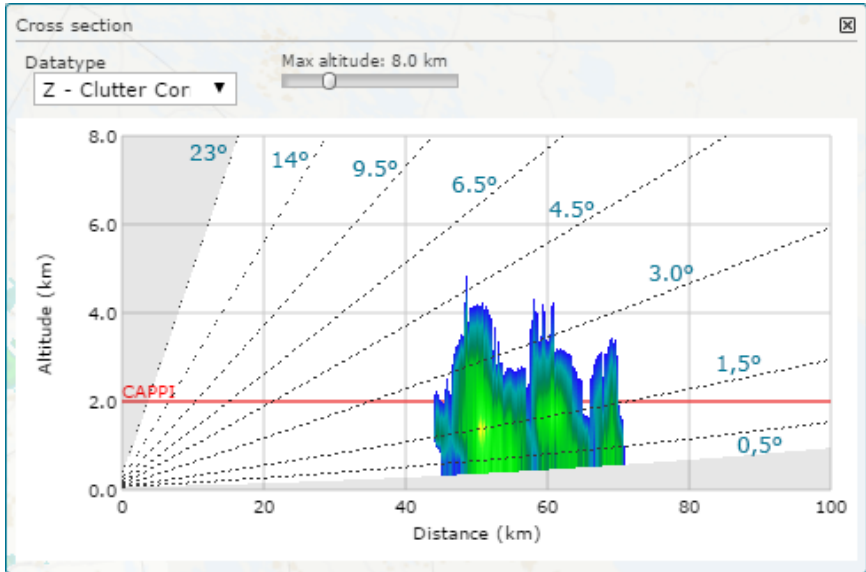 Cross section
Datatype
Z - Clutter Cor
Max altitude: 8.0 km
8.0
6.0
4.0
2.0
0.0
Altitude (km)
CAPPI
23º
14º
9.5º
6.5º
4.5º
3.0º
1,5º
0,5º
0 20 40 60 80 100
Distance (km)